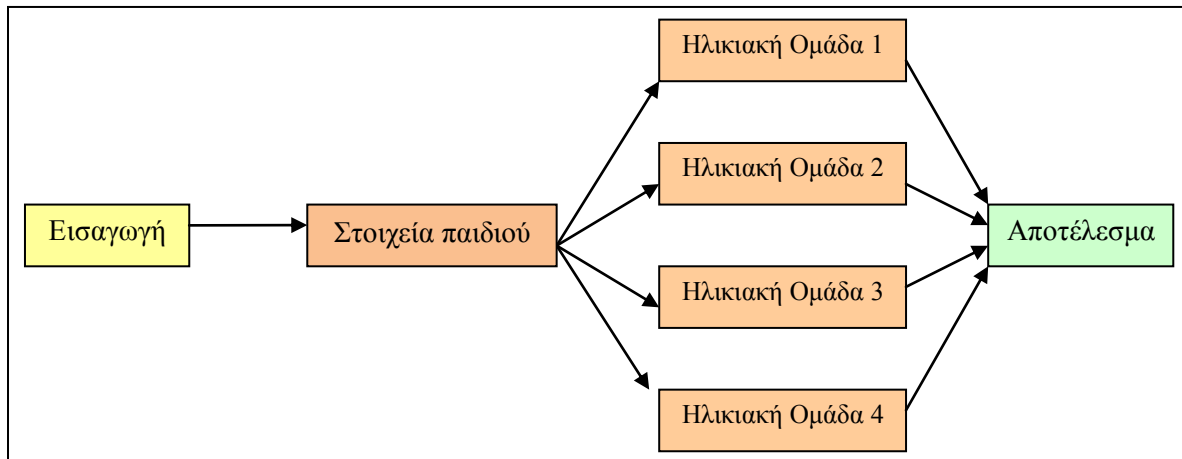 Εισαγωγή
Στοιχεία παιδιού
Ηλικιακή Ομάδα 1
Ηλικιακή Ομάδα 2
Ηλικιακή Ομάδα 3
Ηλικιακή Ομάδα 4
Αποτέλεσμα